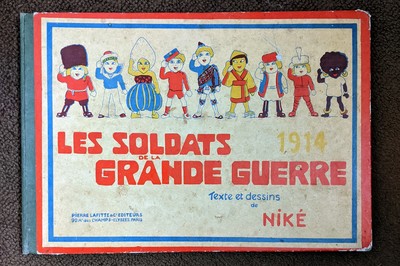 LES SOLDATS 1914
DE LA
GRANDE GUERRE
Texte et dessins
de
NIKÉ
PIERRE LAFITTE & Cie EDITEURS
90 Ave DES CHAMPS-ELYSEES, PARIS